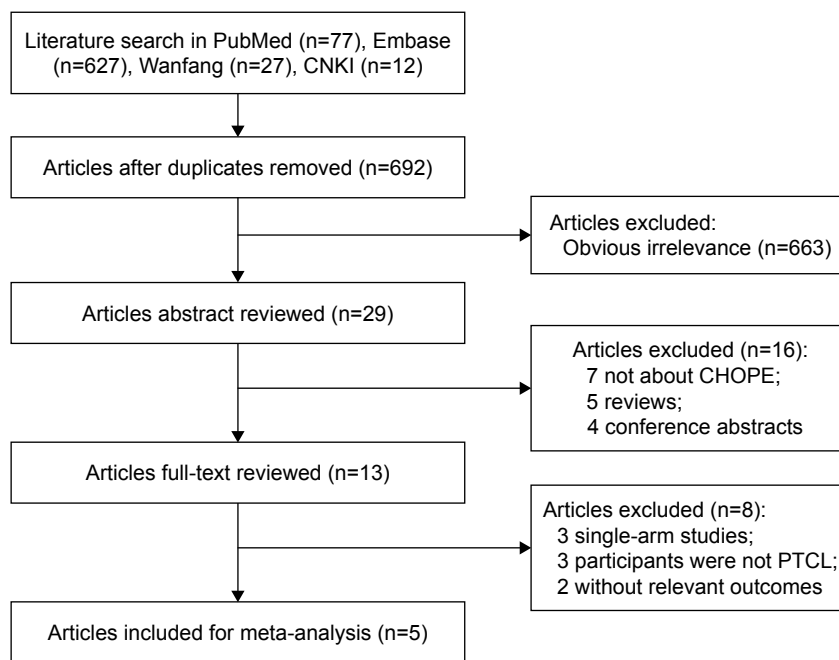 Literature search in PubMed (n=77), Embase
(n=627), Wanfang (n=27), CNKI (n=12)
Articles after duplicates removed (n=692)
Articles excluded:
Obvious irrelevance (n=663)
Articles abstract reviewed (n=29)
Articles excluded (n=16):
7 not about CHOPE;
5 reviews;
4 conference abstracts
Articles full-text reviewed (n=13)
Articles excluded (n=8):
3 single-arm studies;
3 participants were not PTCL;
2 without relevant outcomes
Articles included for meta-analysis (n=5)